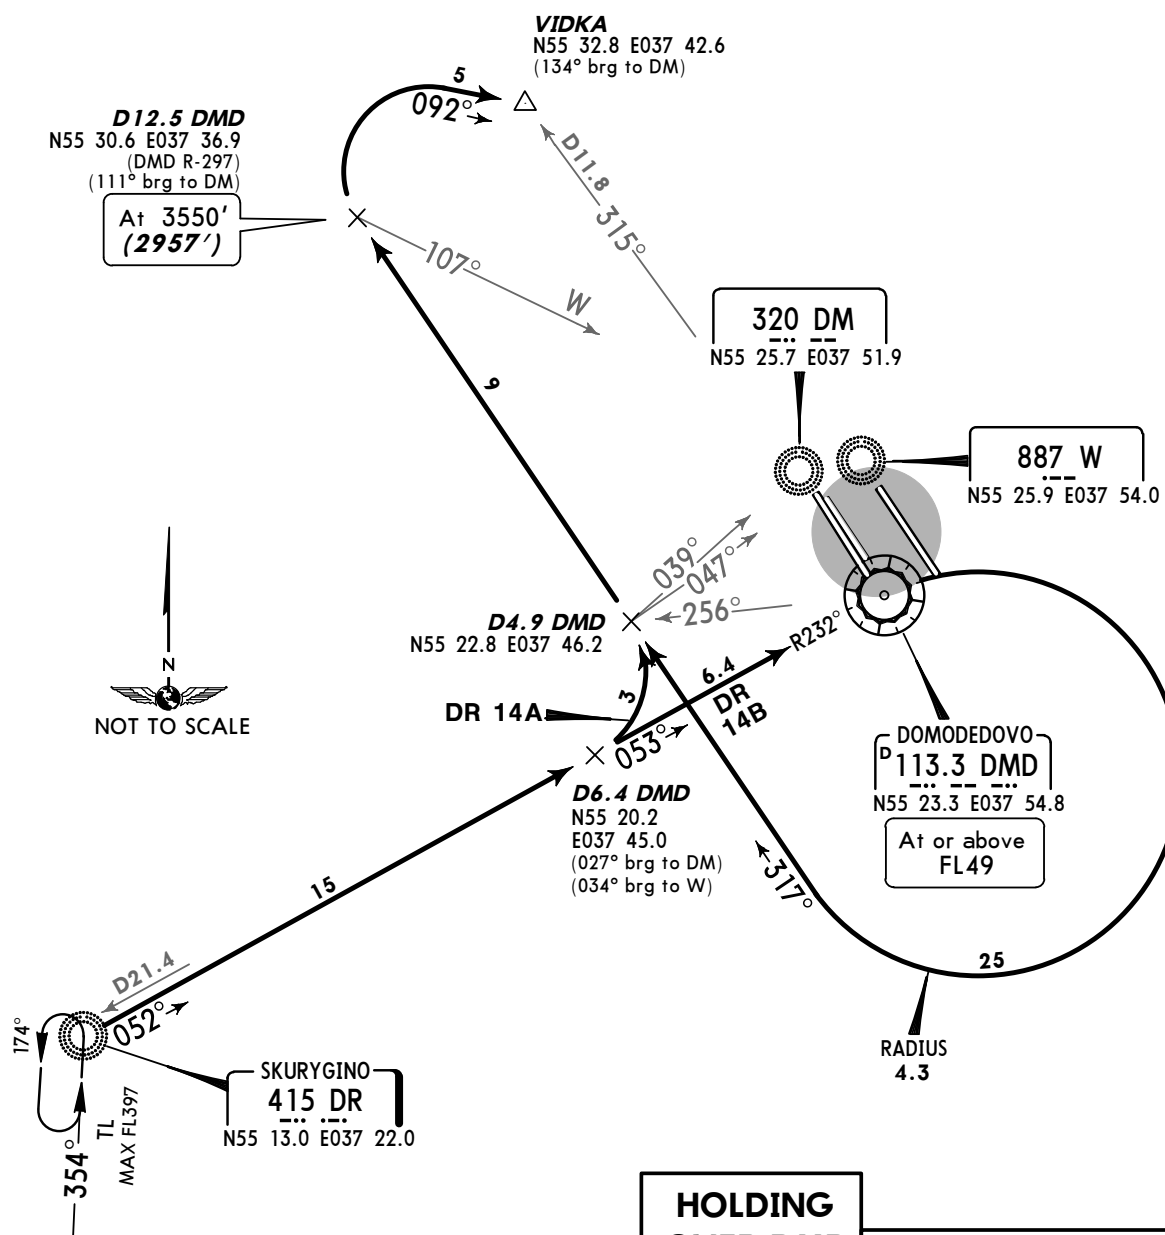 VIDKA
N55 32.8 E037 42.6
(134° brg to DM)
5
092°
D12.5 DMD
N55 30.6 E037 36.9
(DMD R-297)
(111° brg to DM)
At 3550'
(2957')
D11.8
315°
107°
W
320 DM
N55 25.7 E037 51.9
9
887 W
N55 25.9 E037 54.0
039°
047°
256°
R232°
D4.9 DMD
N55 22.8 E037 46.2
N
NOT TO SCALE
DR 14A
3
6.4
DR
14B
053°
DOMODEDOVO
D 113.3 DMD
N55 23.3 E037 54.8
At or above
FL49
D6.4 DMD
N55 20.2
E037 45.0
(027° brg to DM)
(034° brg to W)
317°
15
25
D21.4
052°
174°
RADIUS
4.3
SKURYGINO
415 DR
N55 13.0 E037 22.0
354°
TL
MAX FL397
HOLDING